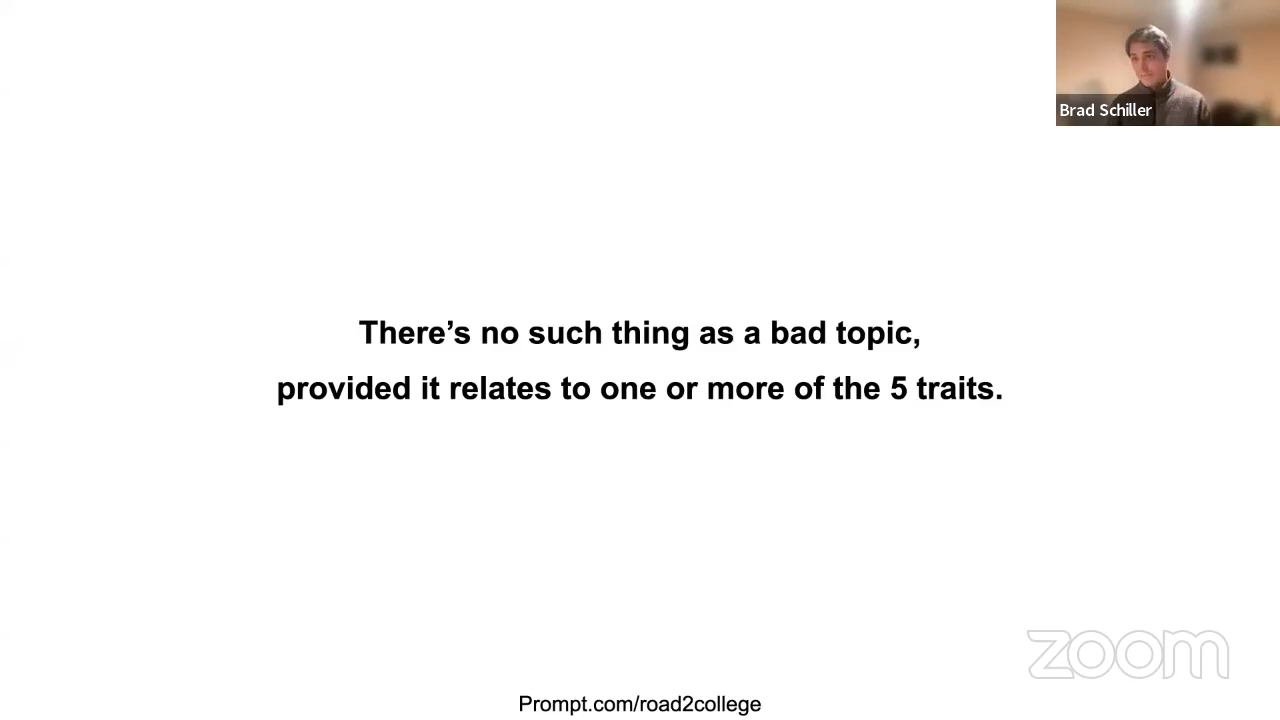 Brad Schiller
There’s no such thing as a bad topic,
provided it relates to one or more of the 5 traits.
zoom
Prompt.com/road2college